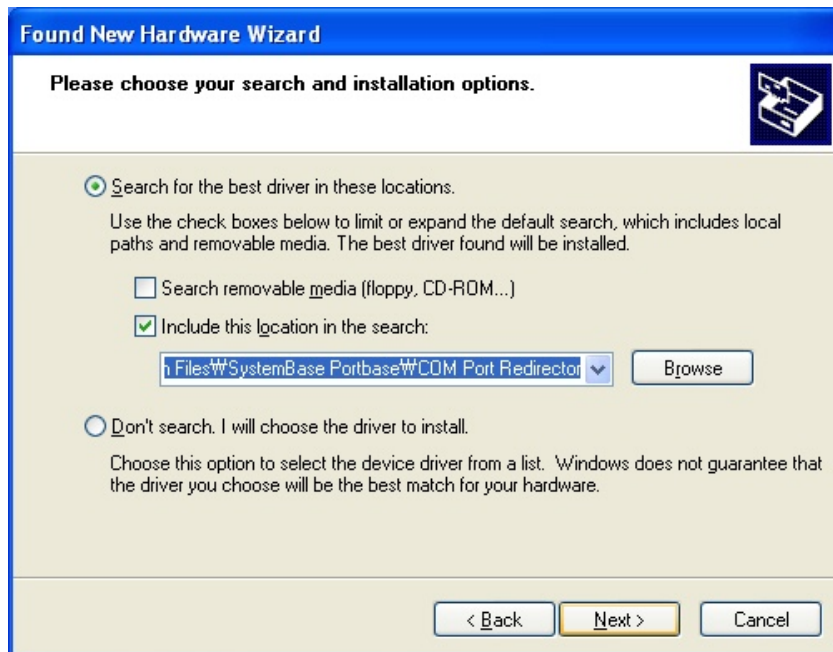 Found New Hardware Wizard
Please choose your search and installation options.
Search for the best driver in these locations.
Use the check boxes below to limit or expand the default search, which includes local
paths and removable media. The best driver found will be installed.
Search removable media (floppy, CD-ROM...)
Include this location in the search:
Files₩SystemBase Portbase₩COM Port Redirector
Browse
Don't search. I will choose the driver to install.
Choose this option to select the device driver from a list. Windows does not guarantee that
the driver you choose will be the best match for your hardware.
< Back
Next >
Cancel